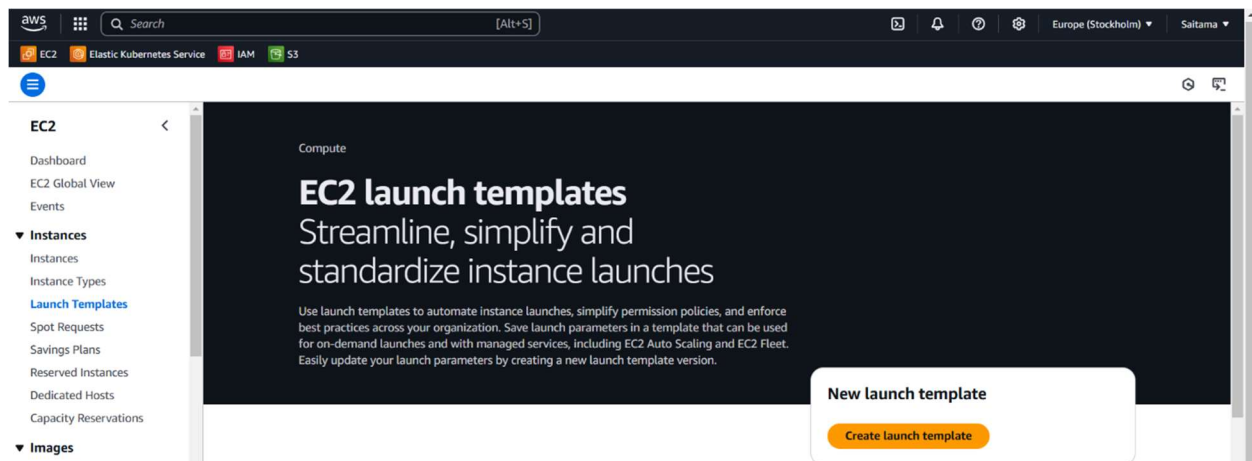 aws
Search
[Alt+S]
Europe (Stockholm) ▼
Saitama ▼
EC2
Elastic Kubernetes Service
IAM
S3
EC2
Dashboard
EC2 Global View
Events
▼ Instances
Instances
Instance Types
Launch Templates
Spot Requests
Savings Plans
Reserved Instances
Dedicated Hosts
Capacity Reservations
▼ Images
Compute
EC2 launch templates
Streamline, simplify and
standardize instance launches
Use launch templates to automate instance launches, simplify permission policies, and enforce
best practices across your organization. Save launch parameters in a template that can be used
for on-demand launches and with managed services, including EC2 Auto Scaling and EC2 Fleet.
Easily update your launch parameters by creating a new launch template version.
New launch template
Create launch template